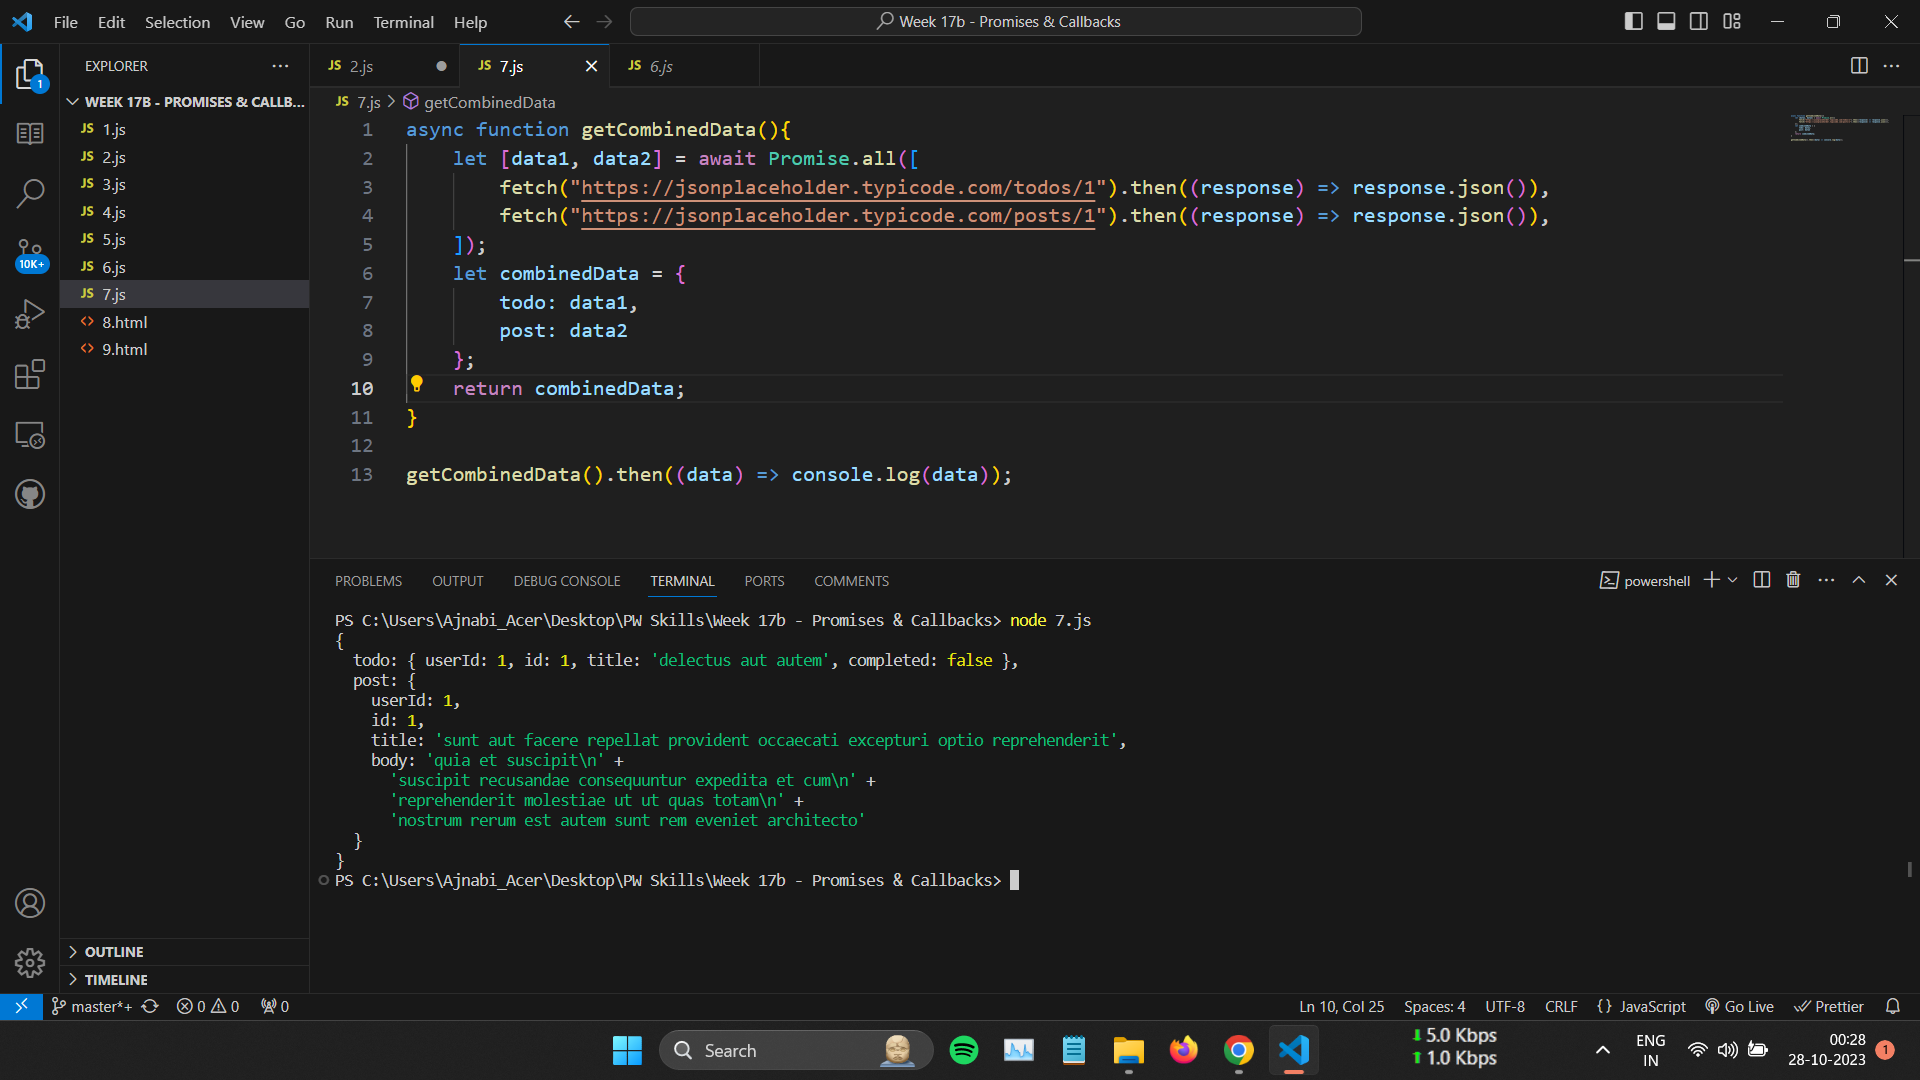 File Edit Selection View Go Run Terminal Help
Week 17b - Promises & Callbacks
EXPLORER
WEEK 17B - PROMISES & CALLB...
JS 1.js
JS 2.js
JS 3.js
JS 4.js
JS 5.js
JS 6.js
JS 7.js
8.html
9.html
OUTLINE
TIMELINE
1
10K+
JS 2.js
JS 7.js
JS 6.js
JS 7.js > getCombinedData
1 async function getCombinedData(){
2 let [data1, data2] = await Promise.all([
3 fetch("https://jsonplaceholder.typicode.com/todos/1").then((response) => response.json()),
4 fetch("https://jsonplaceholder.typicode.com/posts/1").then((response) => response.json()),
5 ]);
6 let combinedData = {
7 todo: data1,
8 post: data2
9 };
10 return combinedData;
11 }
12
13 getCombinedData().then((data) => console.log(data));
PROBLEMS OUTPUT DEBUG CONSOLE TERMINAL PORTS COMMENTS
powershell
PS C:\Users\Ajnabi_Acer\Desktop\PW Skills\Week 17b - Promises & Callbacks> node 7.js
{
todo: { userId: 1, id: 1, title: 'delectus aut autem', completed: false },
post: {
userId: 1,
id: 1,
title: 'sunt aut facere repellat provident occaecati excepturi optio reprehenderit',
body: 'quia et suscipit\n' +
'suscipit recusandae consequuntur expedita et cum\n' +
'reprehenderit molestiae ut ut quas totam\n' +
'nostrum rerum est autem sunt rem eveniet architecto'
}
}
PS C:\Users\Ajnabi_Acer\Desktop\PW Skills\Week 17b - Promises & Callbacks>
master*+ 0 0 0
Ln 10, Col 25 Spaces: 4 UTF-8 CRLF {} JavaScript Go Live Prettier
Search
5.0 Kbps
1.0 Kbps
ENG
IN
00:28
28-10-2023
1